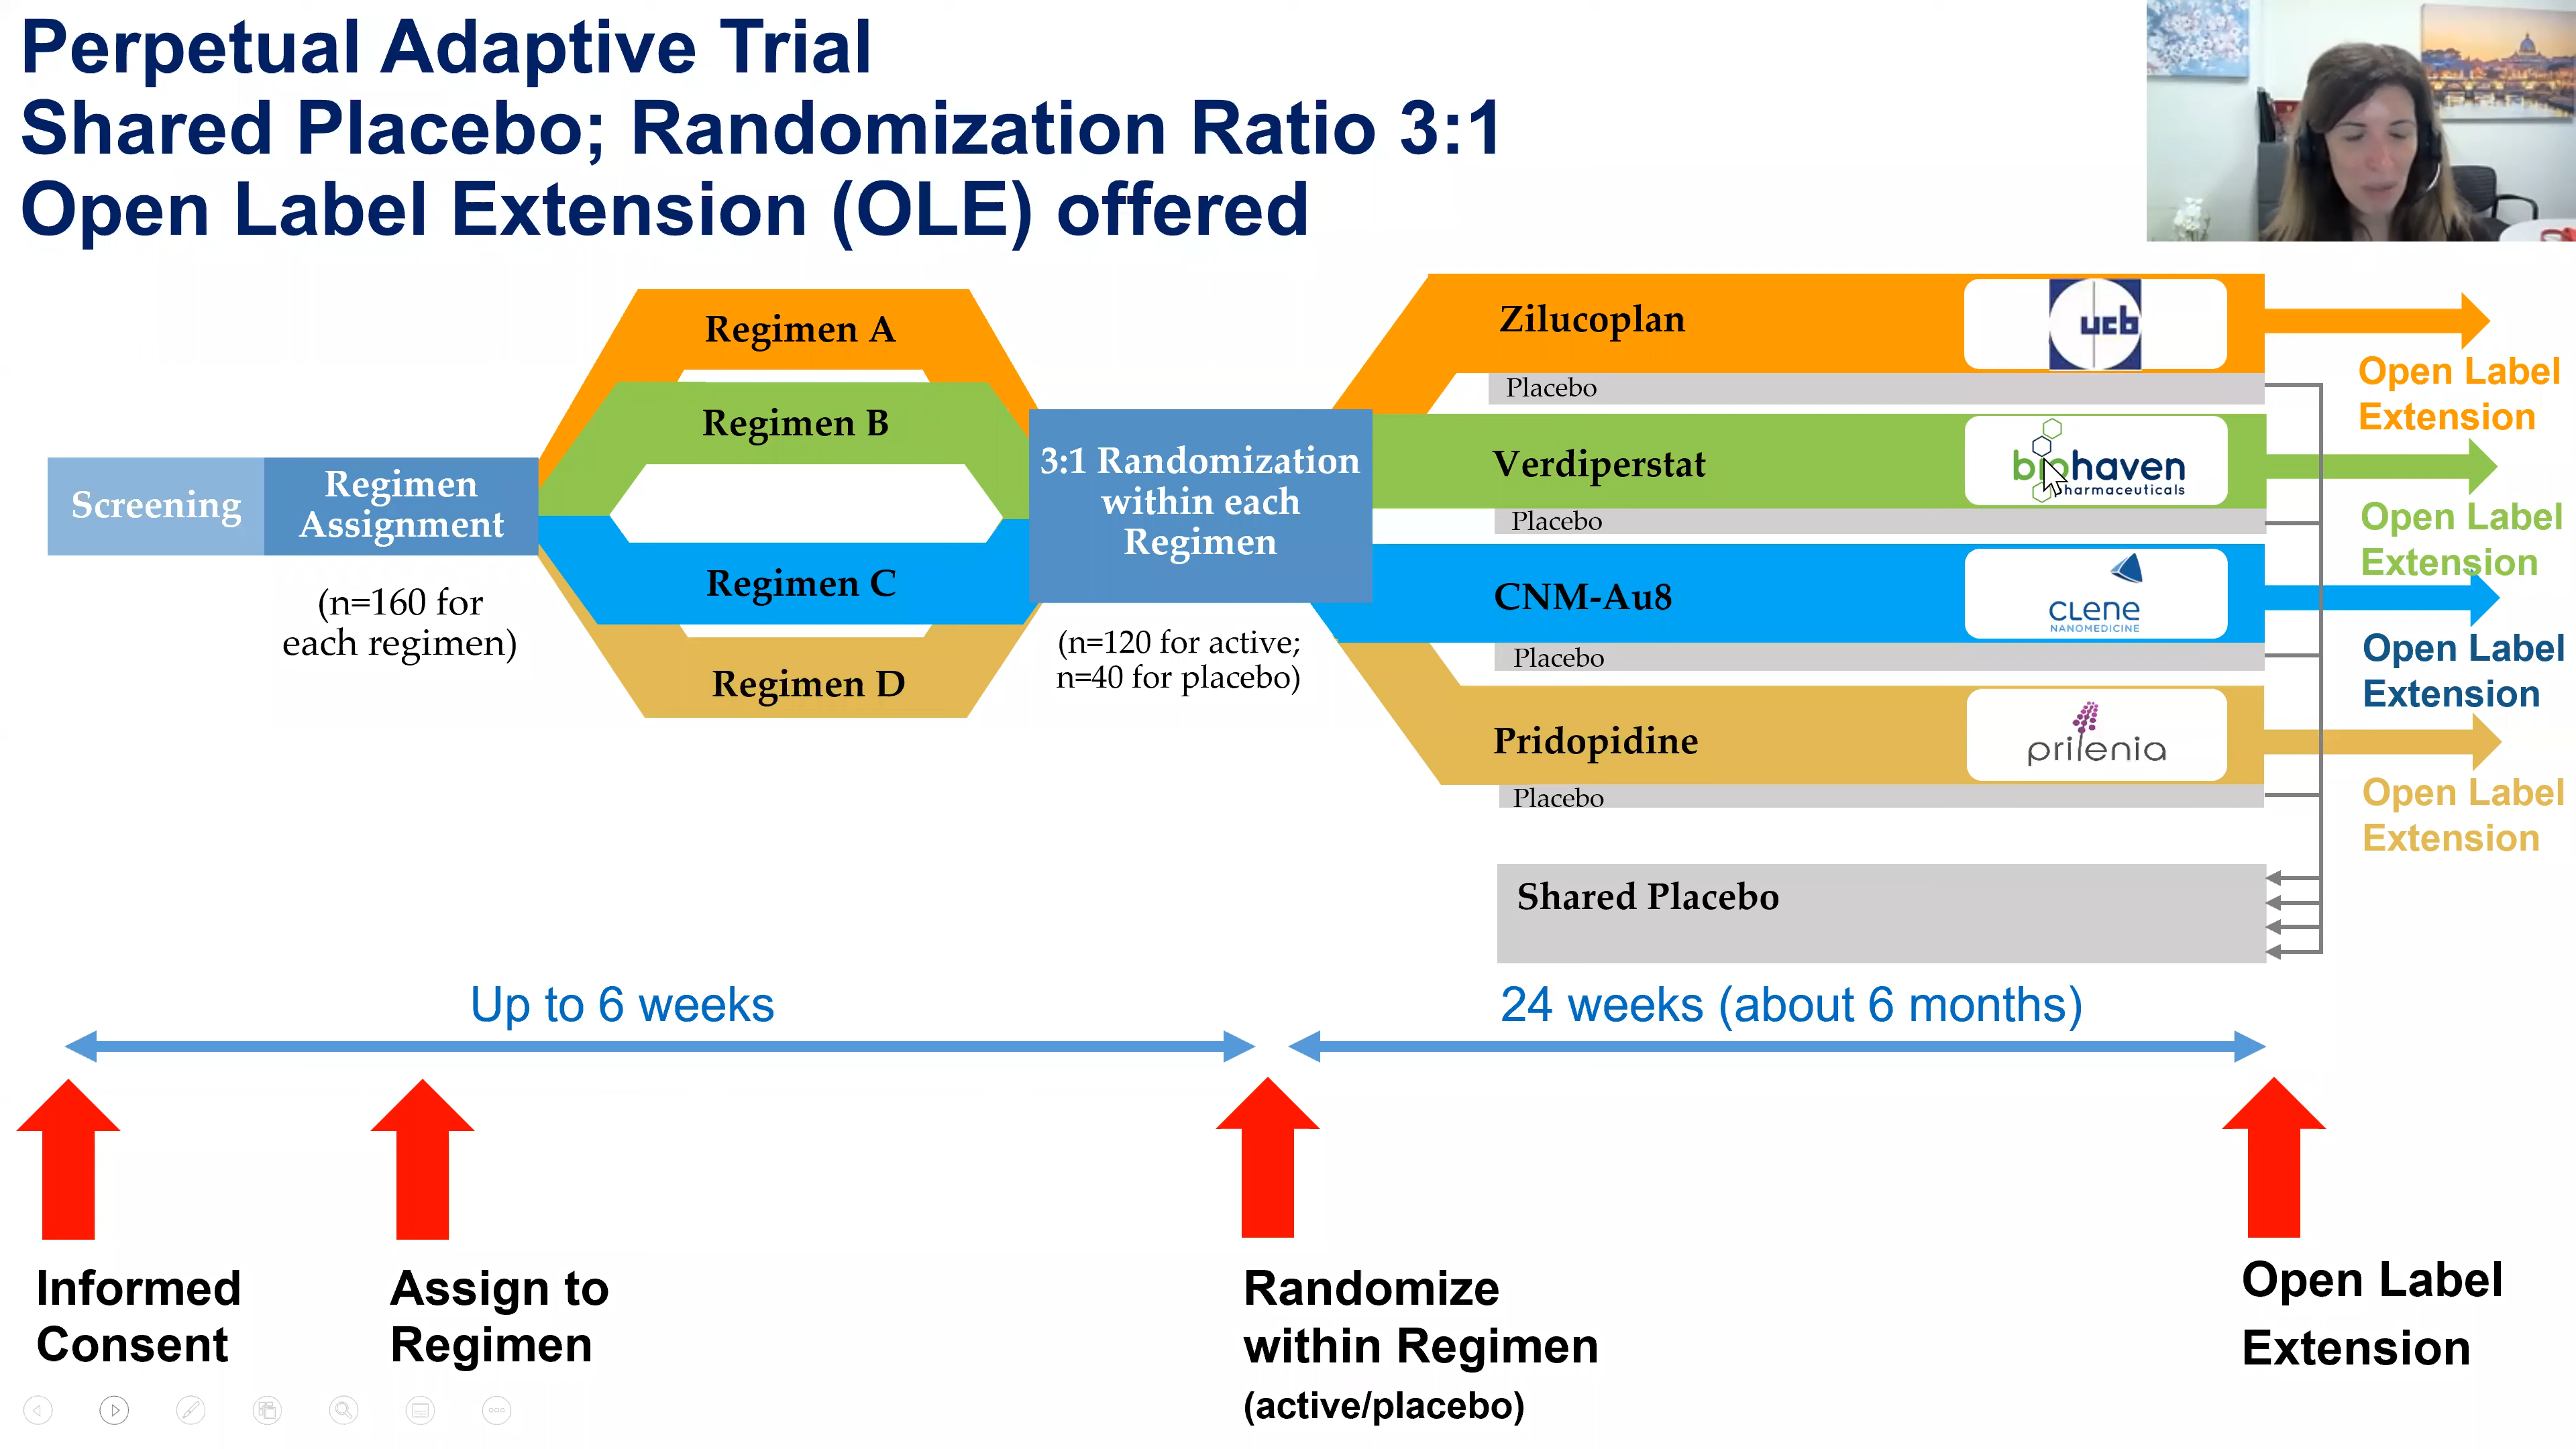 Perpetual Adaptive Trial
Shared Placebo; Randomization Ratio 3:1
Open Label Extension (OLE) offered
Screening
Regimen
Assignment
(n=160 for
each regimen)
Regimen A
Regimen B
Regimen C
Regimen D
3:1 Randomization
within each
Regimen
(n=120 for active;
n=40 for placebo)
Zilucoplan
ucb
Placebo
Open Label
Extension
Verdiperstat
biohaven
pharmaceuticals
Placebo
Open Label
Extension
CNM-Au8
CLENE
NANOMEDICINE
Placebo
Open Label
Extension
Pridopidine
prilenia
Placebo
Open Label
Extension
Shared Placebo
Up to 6 weeks
24 weeks (about 6 months)
Informed
Consent
Assign to
Regimen
Randomize
within Regimen
(active/placebo)
Open Label
Extension